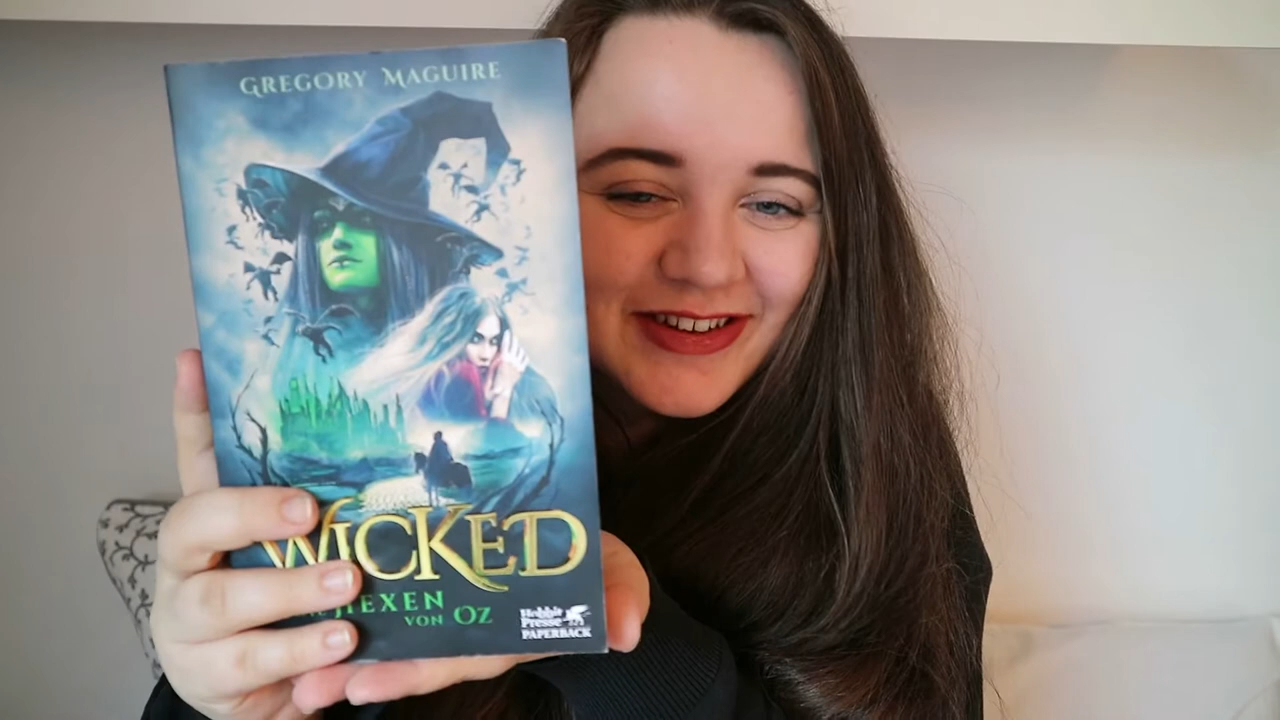 GREGORY MAGUIRE
WICKED
HEXEN
VON OZ
Hobbit
Presse
PAPERBACK